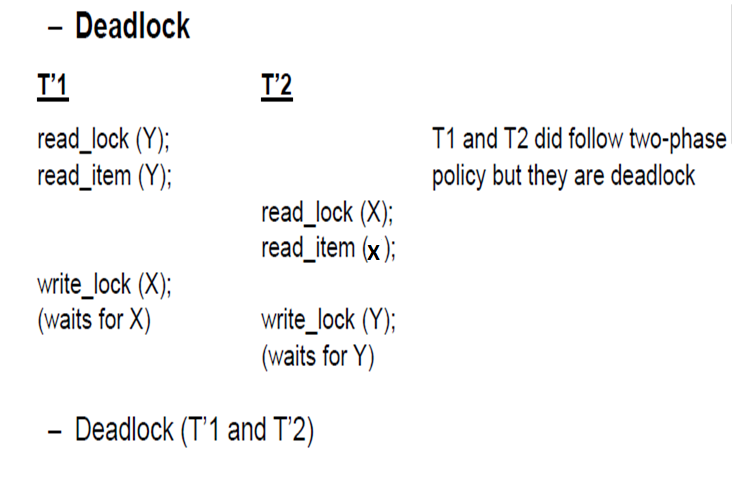 – Deadlock
T'1 T'2
read_lock (Y); T1 and T2 did follow two-phase
read_item (Y); policy but they are deadlock
read_lock (X);
read_item (x);
write_lock (X);
(waits for X) write_lock (Y);
(waits for Y)
– Deadlock (T'1 and T'2)